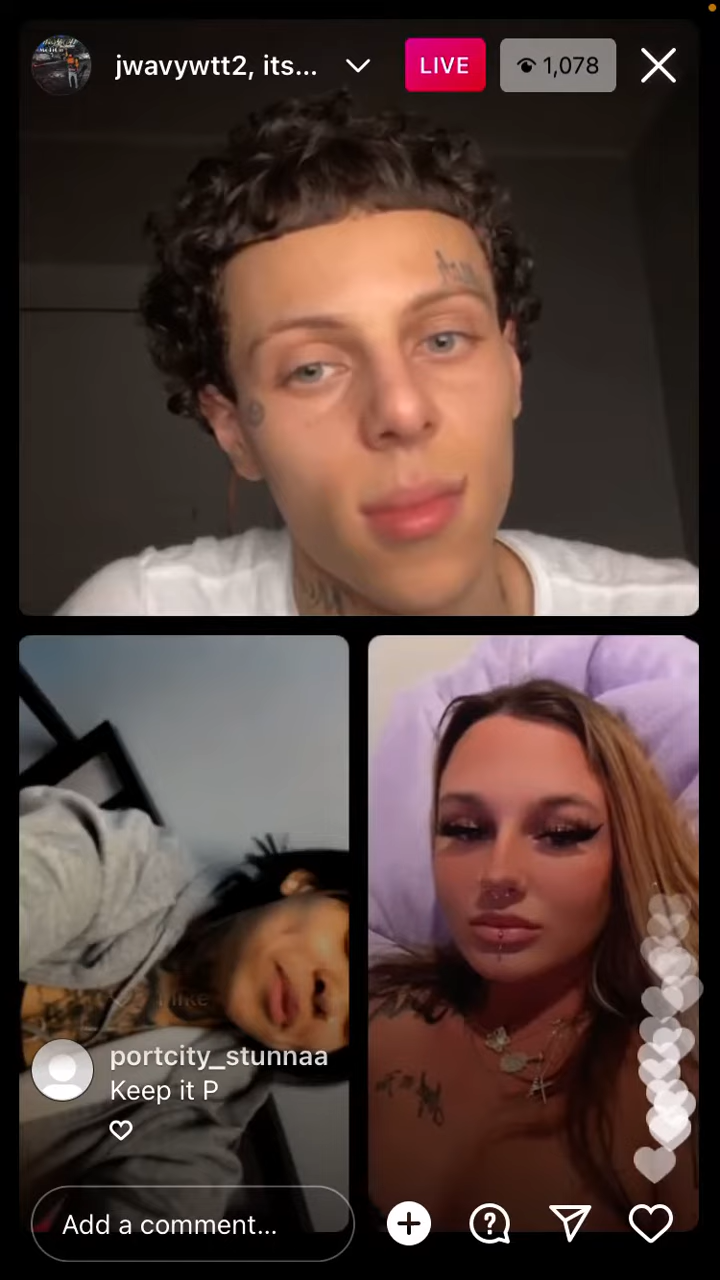 jwavywtt2, its...
LIVE
1,078
portcity_stunnaa
Keep it P
Add a comment...